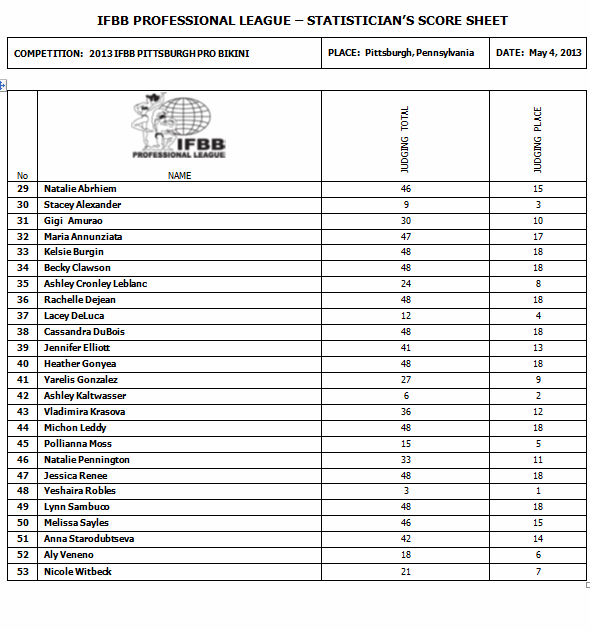 IFBB PROFESSIONAL LEAGUE – STATISTICIAN'S SCORE SHEET
COMPETITION: 2013 IFBB PITTSBURGH PRO BIKINI PLACE: Pittsburgh, Pennsylvania DATE: May 4, 2013
IFBB
PROFESSIONAL LEAGUE
No NAME JUDGING TOTAL JUDGING PLACE
29 Natalie Abrhiem 46 15
30 Stacey Alexander 9 3
31 Gigi Amurao 30 10
32 Maria Annunziata 47 17
33 Kelsie Burgin 48 18
34 Becky Clawson 48 18
35 Ashley Cronley Leblanc 24 8
36 Rachelle Dejean 48 18
37 Lacey DeLuca 12 4
38 Cassandra DuBois 48 18
39 Jennifer Elliott 41 13
40 Heather Gonyea 48 18
41 Yarelis Gonzalez 27 9
42 Ashley Kaltwasser 6 2
43 Vladimira Krasova 36 12
44 Michon Leddy 48 18
45 Pollianna Moss 15 5
46 Natalie Pennington 33 11
47 Jessica Renee 48 18
48 Yeshaira Robles 3 1
49 Lynn Sambuco 48 18
50 Melissa Sayles 46 15
51 Anna Starodubtseva 42 14
52 Aly Veneno 18 6
53 Nicole Witbeck 21 7